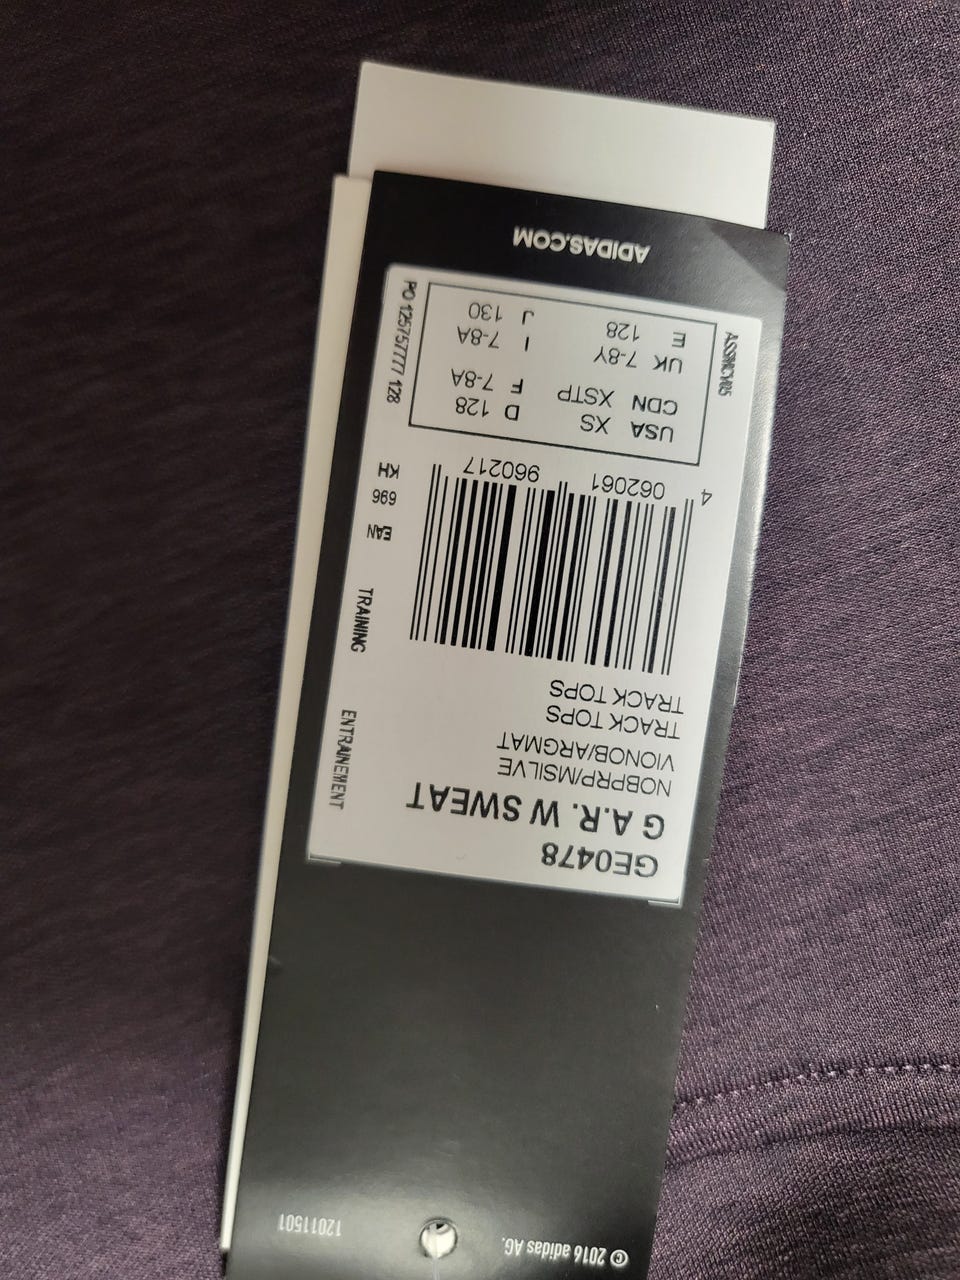 © 2016 adidas AG.
12011501
GE0478
G A.R. W SWEAT
NOBPRP/MSILVE
VIONOB/ARGMAT
TRACK TOPS
TRACK TOPS
4 062061 960217
USA XS D 128
CDN XSTP F 7-8A
UK 7-8Y I 7-8A
E 128 J 130
ENTRAINEMENT
TRAINING
EAN
696
KH
PO 125757777 128
ADIDAS.COM